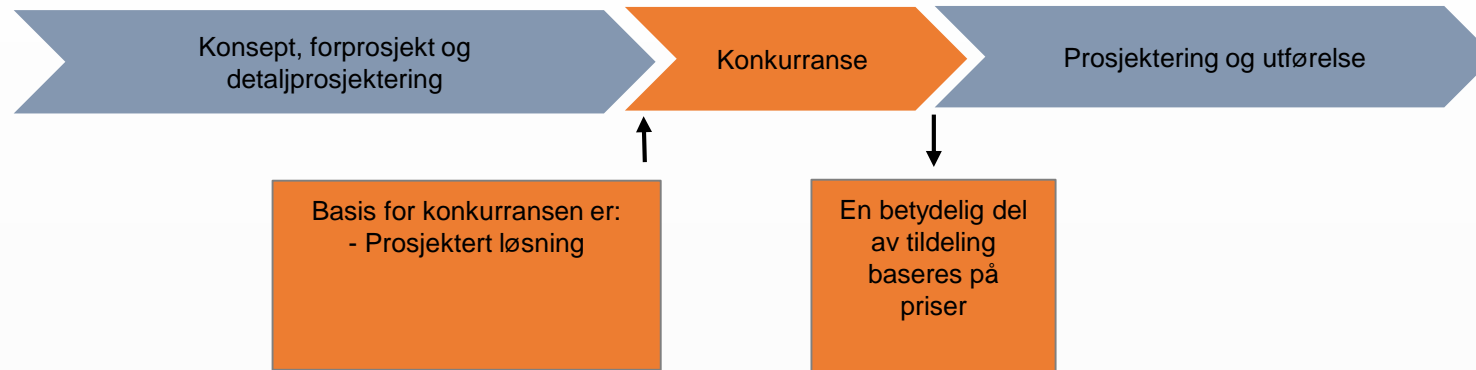 Konsept, forprosjekt og
detaljprosjektering
Konkurranse
Prosjektering og utførelse
Basis for konkurransen er:
- Prosjektert løsning
En betydelig del
av tildeling
baseres på
priser